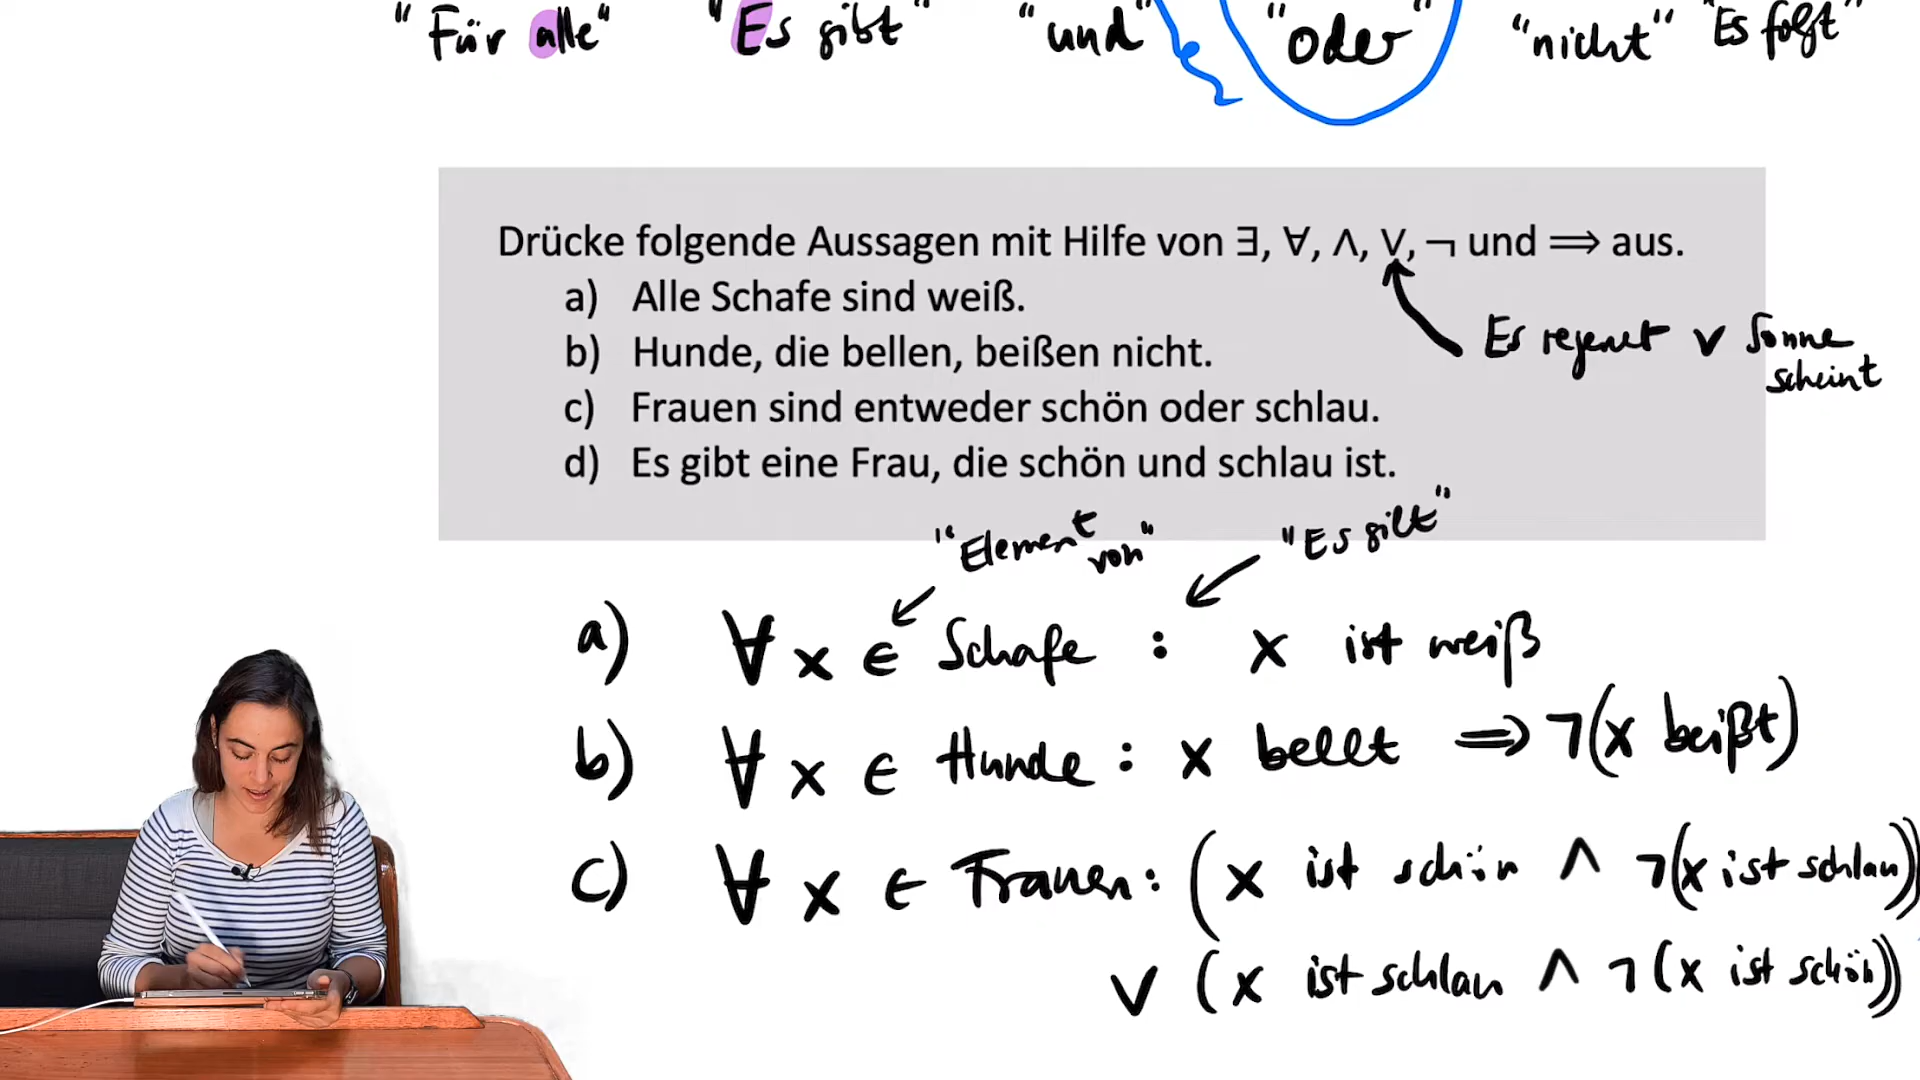 "Für alle" "Es gibt" "und" "oder" "nicht" "Es folgt"
Drücke folgende Aussagen mit Hilfe von ∃, ∀, ∧, ∨, ¬ und ⟹ aus.
a) Alle Schafe sind weiß.
b) Hunde, die bellen, beißen nicht.
Es regnet ∨ Sonne
scheint
c) Frauen sind entweder schön oder schlau.
d) Es gibt eine Frau, die schön und schlau ist.
"Element
von"
"Es gilt"
a) ∀ x ∈ Schafe : x ist weiß
b) ∀ x ∈ Hunde : x bellt ⟹ ¬(x beißt)
c) ∀ x ∈ Frauen: (x ist schön ∧ ¬(x ist schlau))
∨ (x ist schlau ∧ ¬(x ist schön))